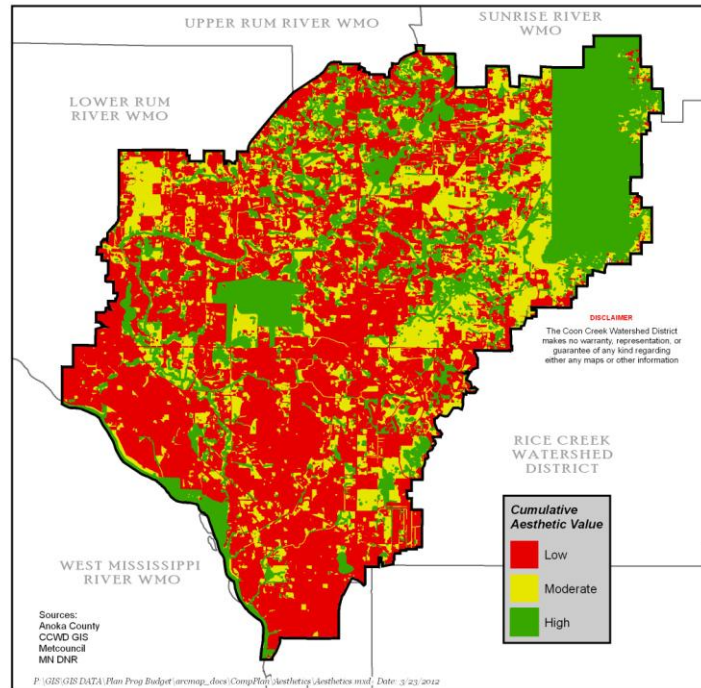 UPPER RUM RIVER WMO
SUNRISE RIVER
WMO
LOWER RUM
RIVER WMO
DISCLAIMER
The Coon Creek Watershed District
makes no warranty, representation, or
guarantee of any kind regarding
either any maps or other information
RICE CREEK
WATERSHED
DISTRICT
Cumulative
Aesthetic Value
Low
Moderate
High
WEST MISSISSIPPI
RIVER WMO
Sources:
Anoka County
CCWD GIS
Metcouncil
MN DNR
P:\GIS\GIS DATA\Plan Prog Budget\arcmap_docs\CompPlan\Aesthetics\Aesthetics.mxd- Date: 3/23/2012